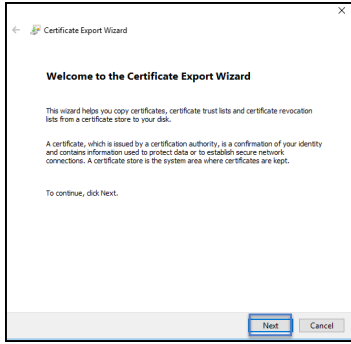 Certificate Export Wizard
Welcome to the Certificate Export Wizard
This wizard helps you copy certificates, certificate trust lists and certificate revocation
lists from a certificate store to your disk.
A certificate, which is issued by a certification authority, is a confirmation of your identity
and contains information used to protect data or to establish secure network
connections. A certificate store is the system area where certificates are kept.
To continue, click Next.
Next Cancel